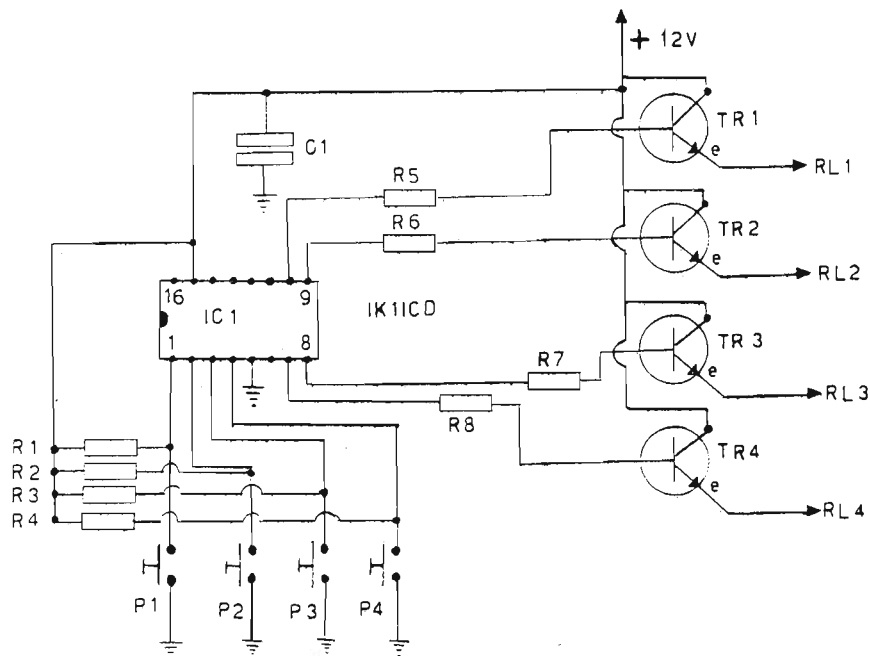 + 12V
TR1
e
RL1
C1
R5
R6
TR2
e
RL2
16
9
IC1
IK1ICD
1
8
TR3
e
RL3
R7
R8
TR4
e
RL4
R1
R2
R3
R4
P1
P2
P3
P4